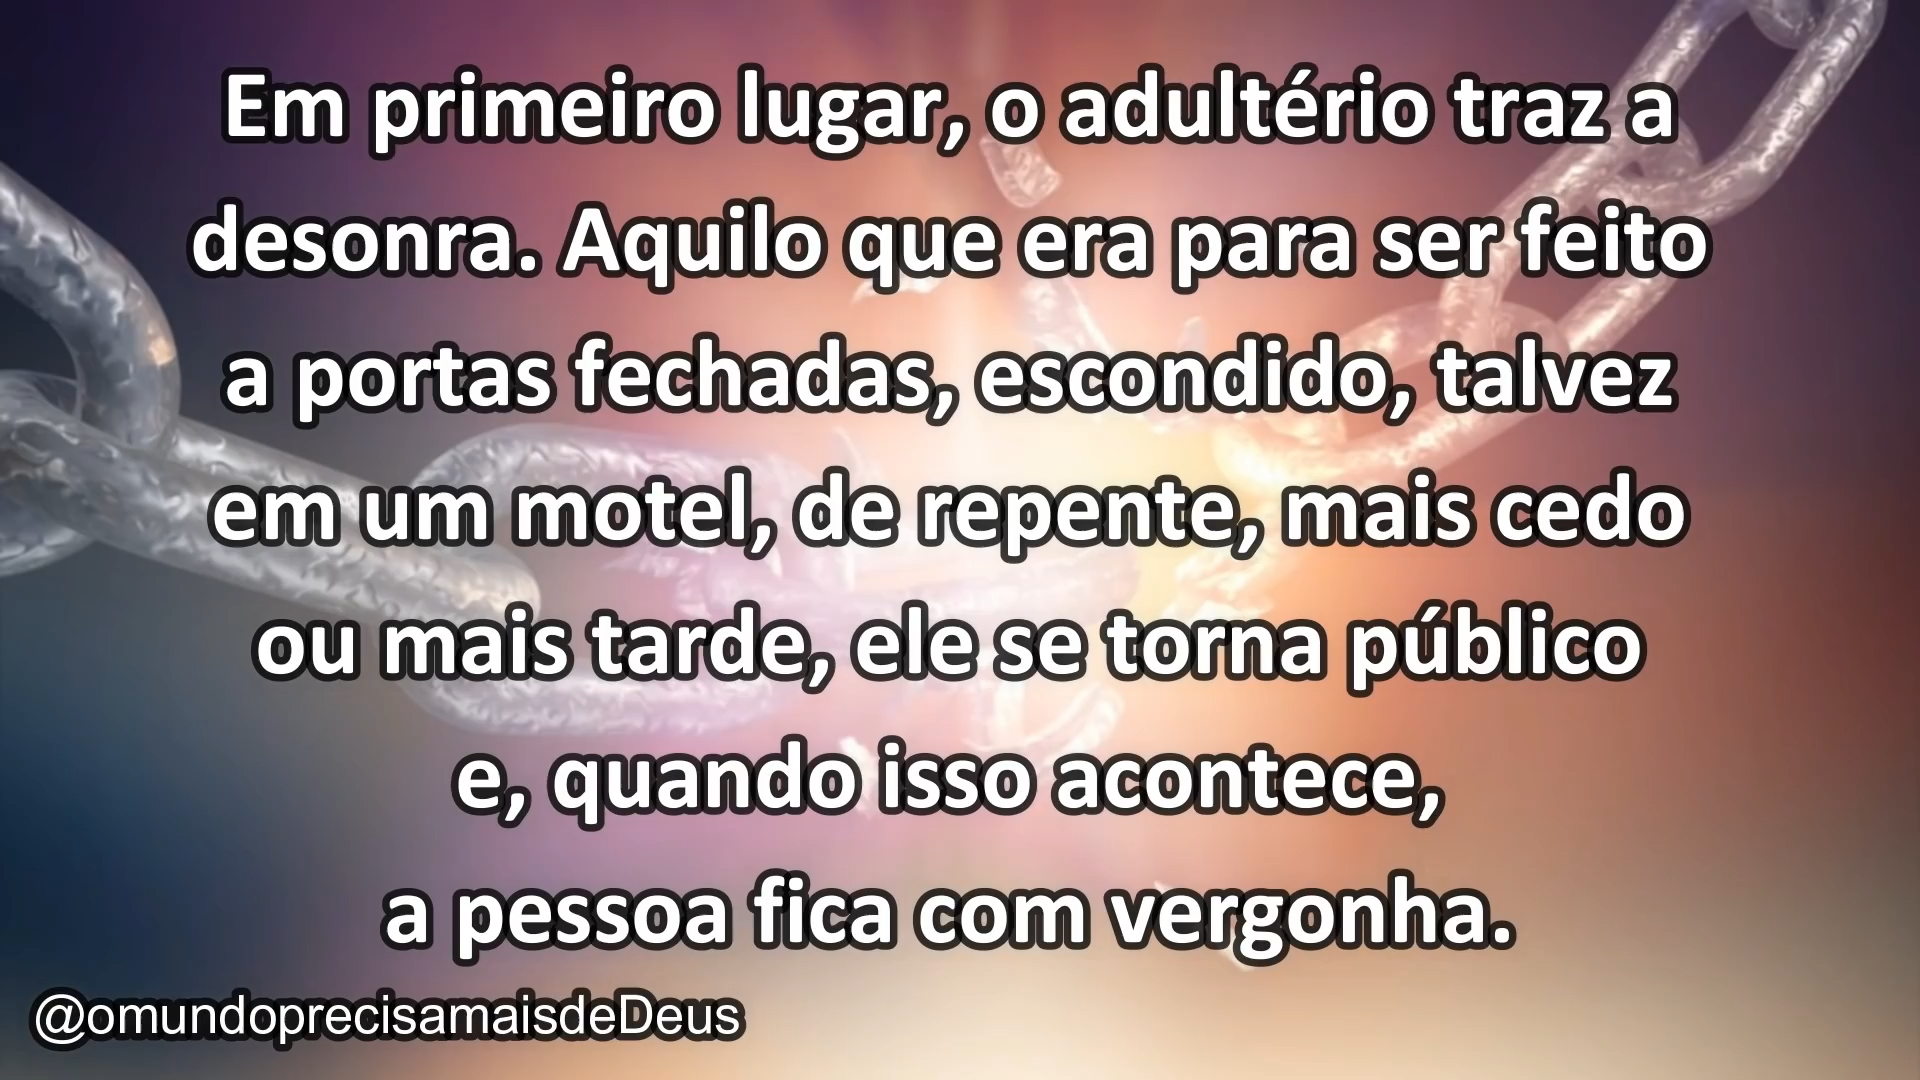 Em primeiro lugar, o adultério traz a
desonra. Aquilo que era para ser feito
a portas fechadas, escondido, talvez
em um motel, de repente, mais cedo
ou mais tarde, ele se torna público
e, quando isso acontece,
a pessoa fica com vergonha.
@omundoprecisamaisdeDeus